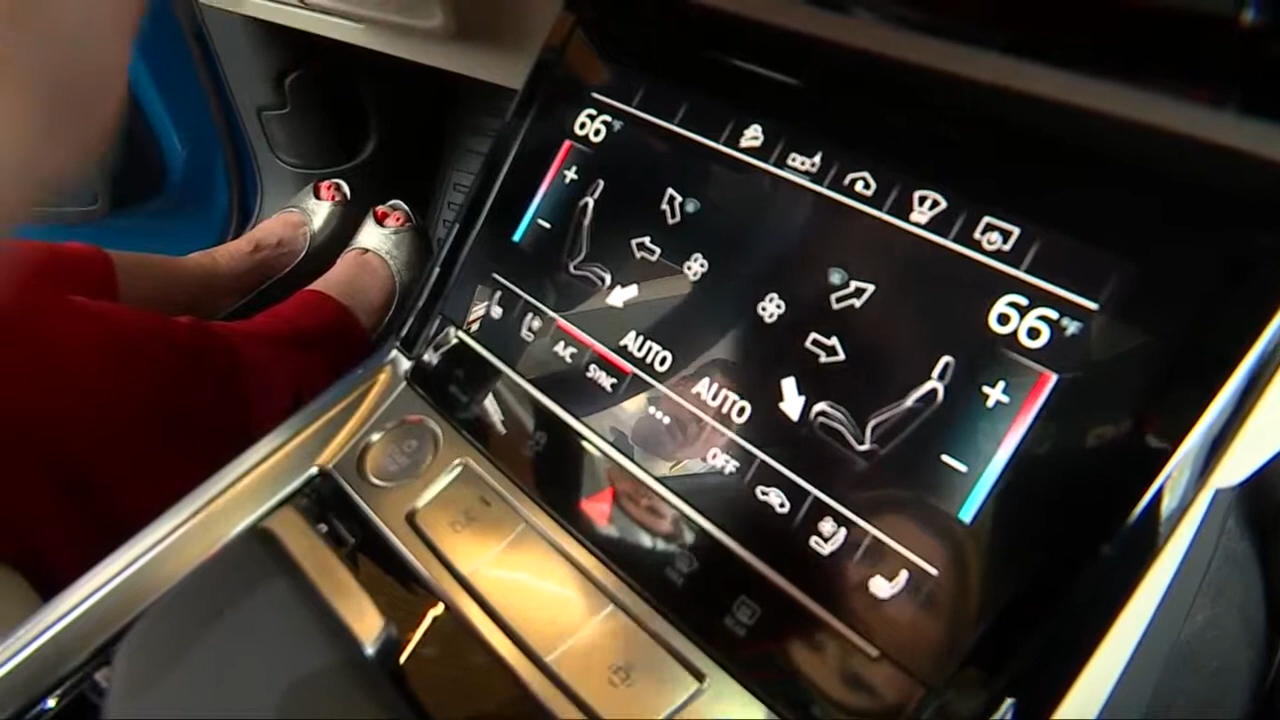 66°F
66°F
+
+
-
-
AUTO
AUTO
A/C
SYNC
...
OFF